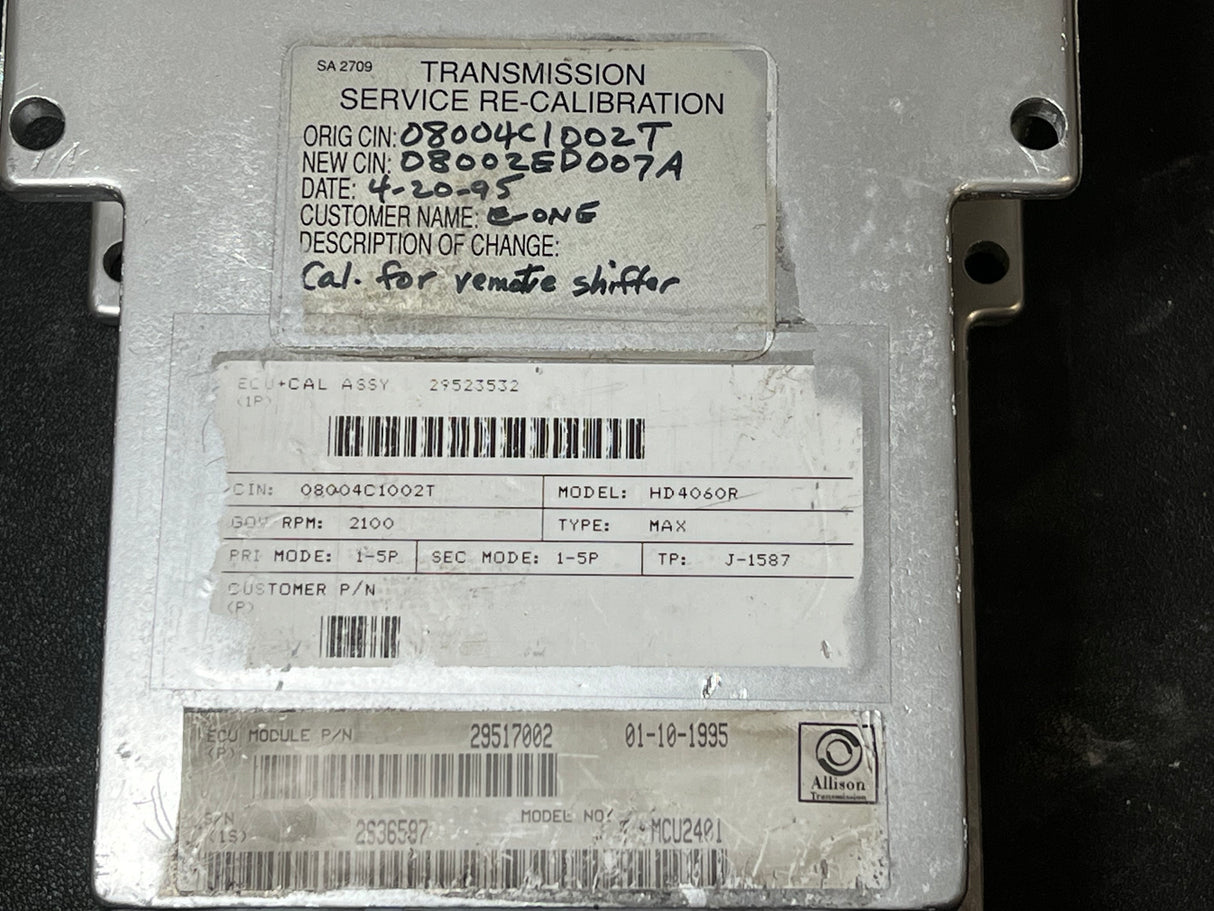 SA 2709 TRANSMISSION
SERVICE RE-CALIBRATION
ORIG CIN: 08004C1002T
NEW CIN: 08002ED007A
DATE: 4-20-95
CUSTOMER NAME: E-ONE
DESCRIPTION OF CHANGE:
Cal. for remote shifter
ECU+CAL ASSY 29523532
(1P)
CIN: 08004C1002T MODEL: HD4060R
GOV RPM: 2100 TYPE: MAX
PRI MODE: 1-5P SEC MODE: 1-5P TP: J-1587
CUSTOMER P/N
(P)
ECU MODULE P/N 29517002 01-10-1995
(P)
Allison
Transmission
S/N MODEL NO
(1S) 2S36587 MCU2401